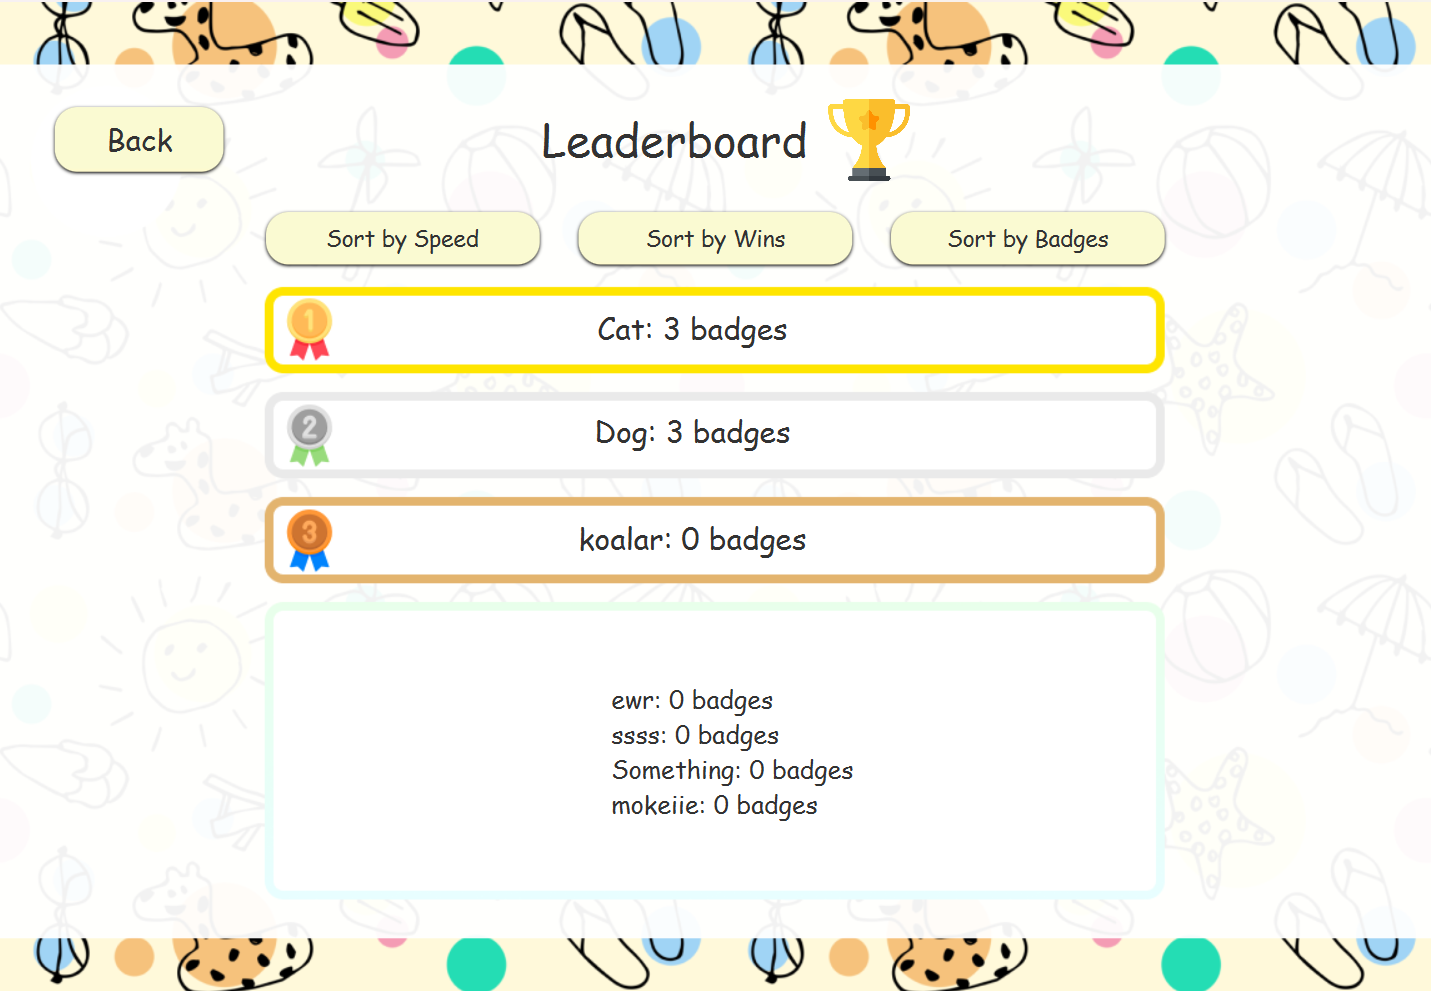 Back
Leaderboard
Sort by Speed
Sort by Wins
Sort by Badges
1
Cat: 3 badges
2
Dog: 3 badges
3
koalar: 0 badges
ewr: 0 badges
ssss: 0 badges
Something: 0 badges
mokeiie: 0 badges